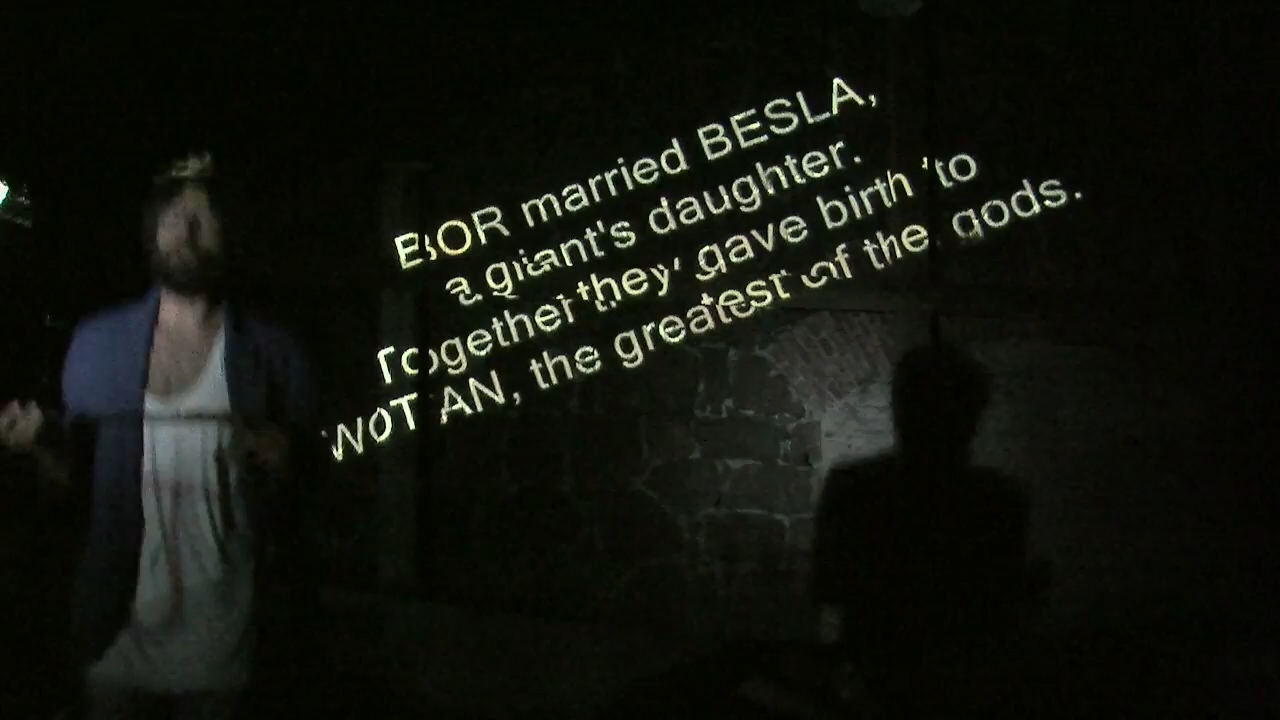 BOR married BESLA,
a giant's daughter.
Together they gave birth to
WOTAN, the greatest of the gods.